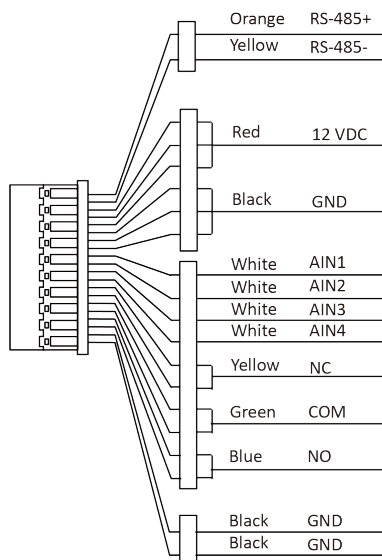 Orange RS-485+
Yellow RS-485-
Red 12 VDC
Black GND
White AIN1
White AIN2
White AIN3
White AIN4
Yellow NC
Green COM
Blue NO
Black GND
Black GND